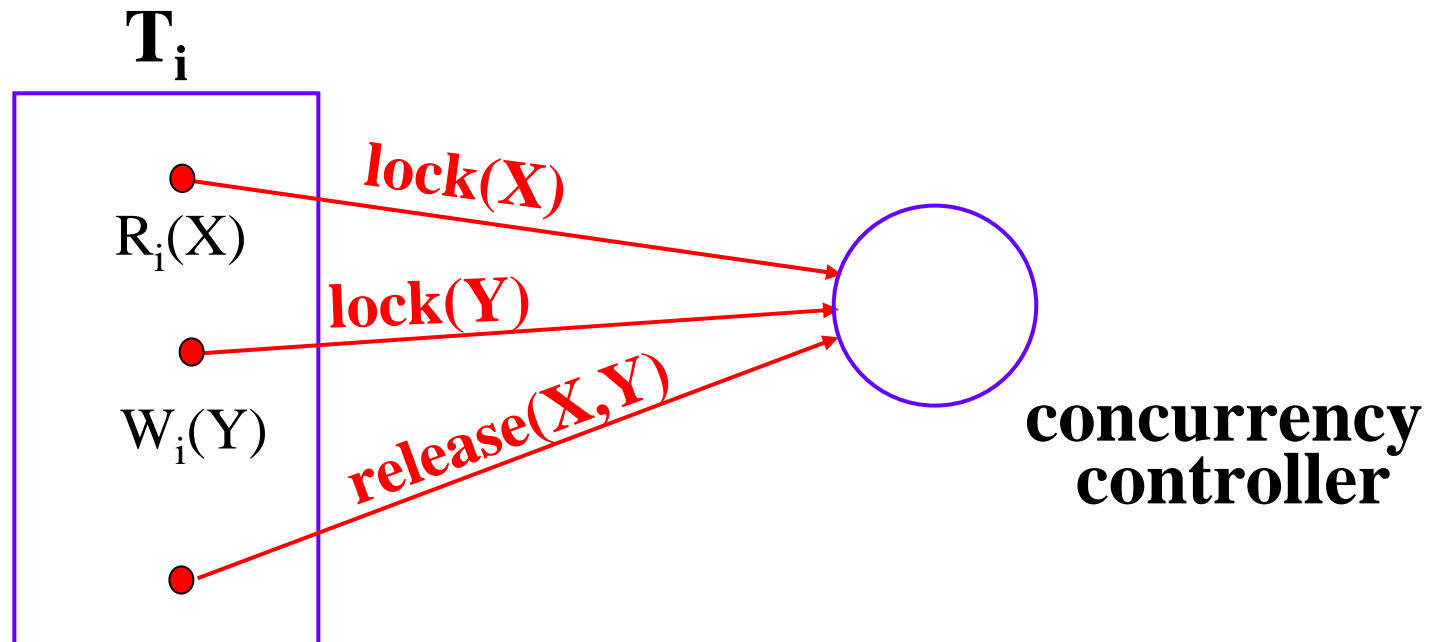 Tᵢ
lock(X)
Rᵢ(X)
lock(Y)
Wᵢ(Y)
release(X,Y)
concurrency
controller